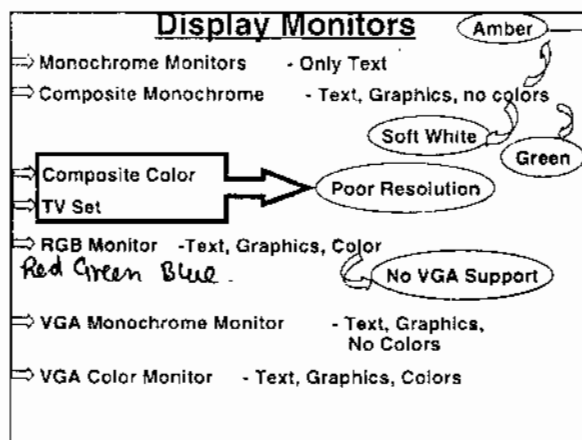 Display Monitors
Amber
Monochrome Monitors - Only Text
Composite Monochrome - Text, Graphics, no colors
Soft White
Green
Composite Color
Poor Resolution
TV Set
RGB Monitor -Text, Graphics, Color
Red Green Blue.
No VGA Support
VGA Monochrome Monitor - Text, Graphics,
No Colors
VGA Color Monitor - Text, Graphics, Colors